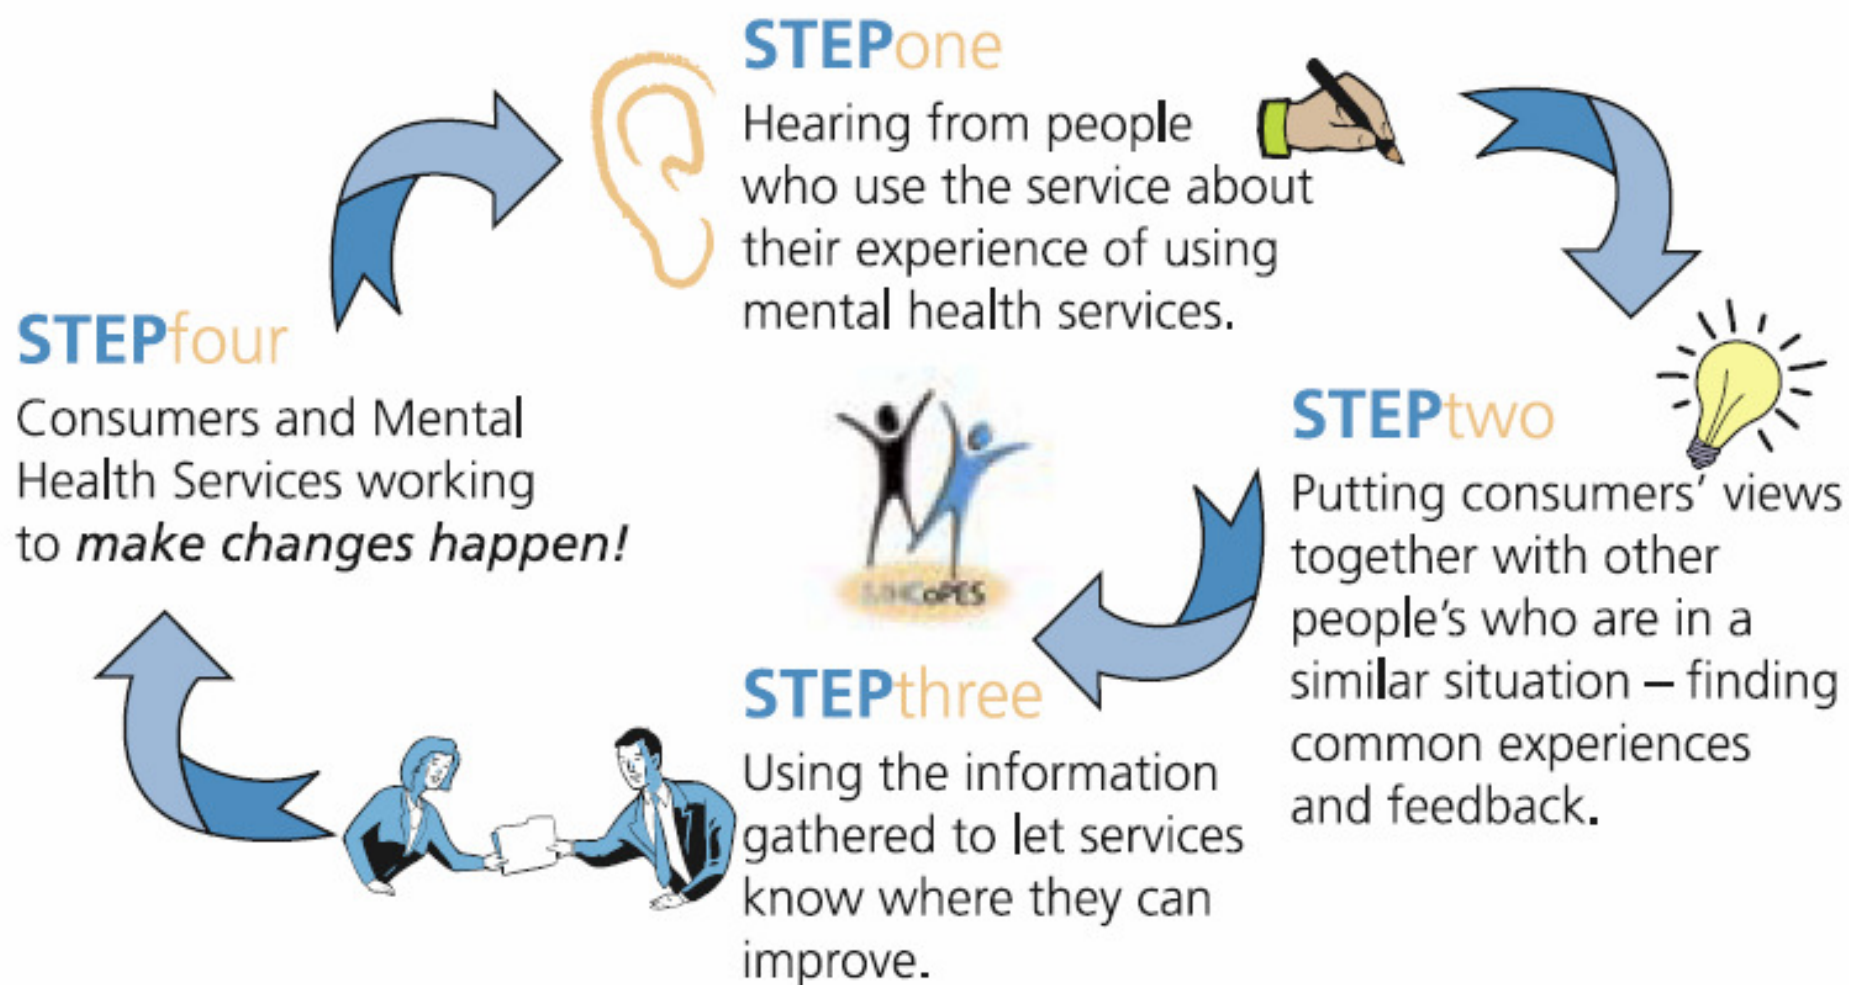 STEPone
Hearing from people
who use the service about
their experience of using
mental health services.
STEPtwo
Putting consumers' views
together with other
people's who are in a
similar situation – finding
common experiences
and feedback.
STEPthree
Using the information
gathered to let services
know where they can
improve.
STEPfour
Consumers and Mental
Health Services working
to make changes happen!